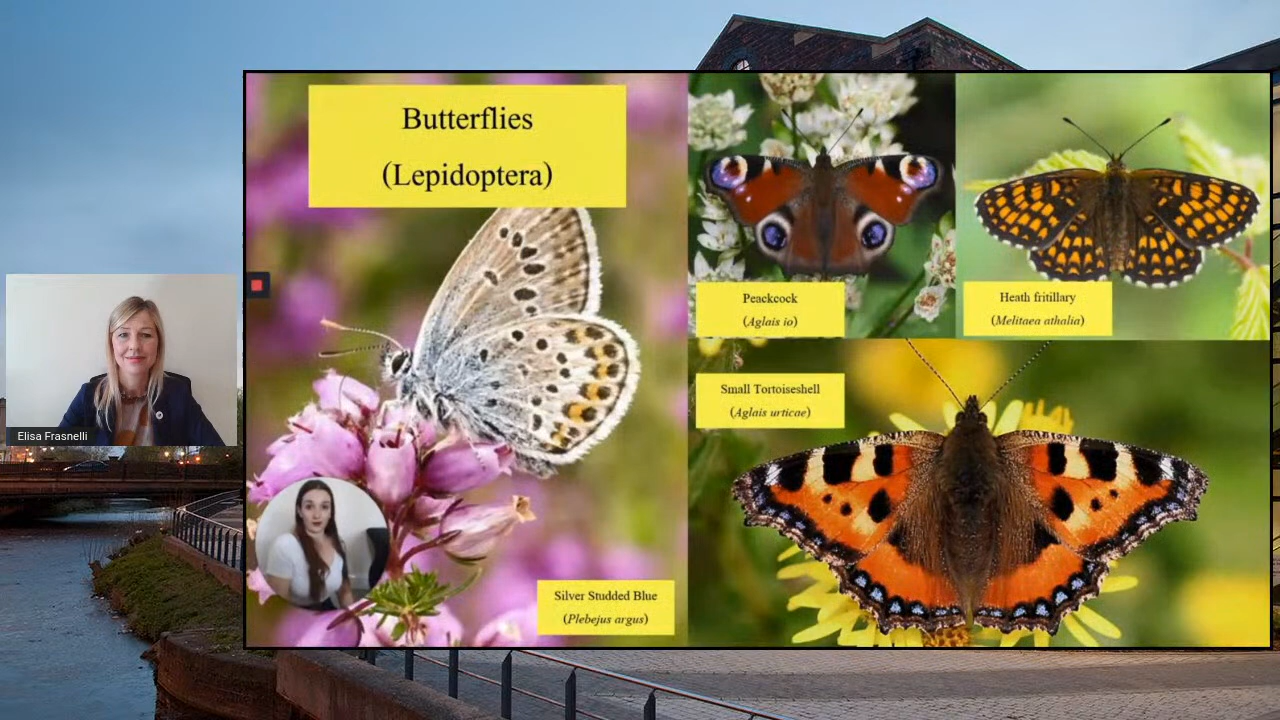 Butterflies
(Lepidoptera)
Peackcock
(Aglais io)
Heath fritillary
(Melitaea athalia)
Small Tortoiseshell
(Aglais urticae)
Elisa Frasnelli
Silver Studded Blue
(Plebejus argus)